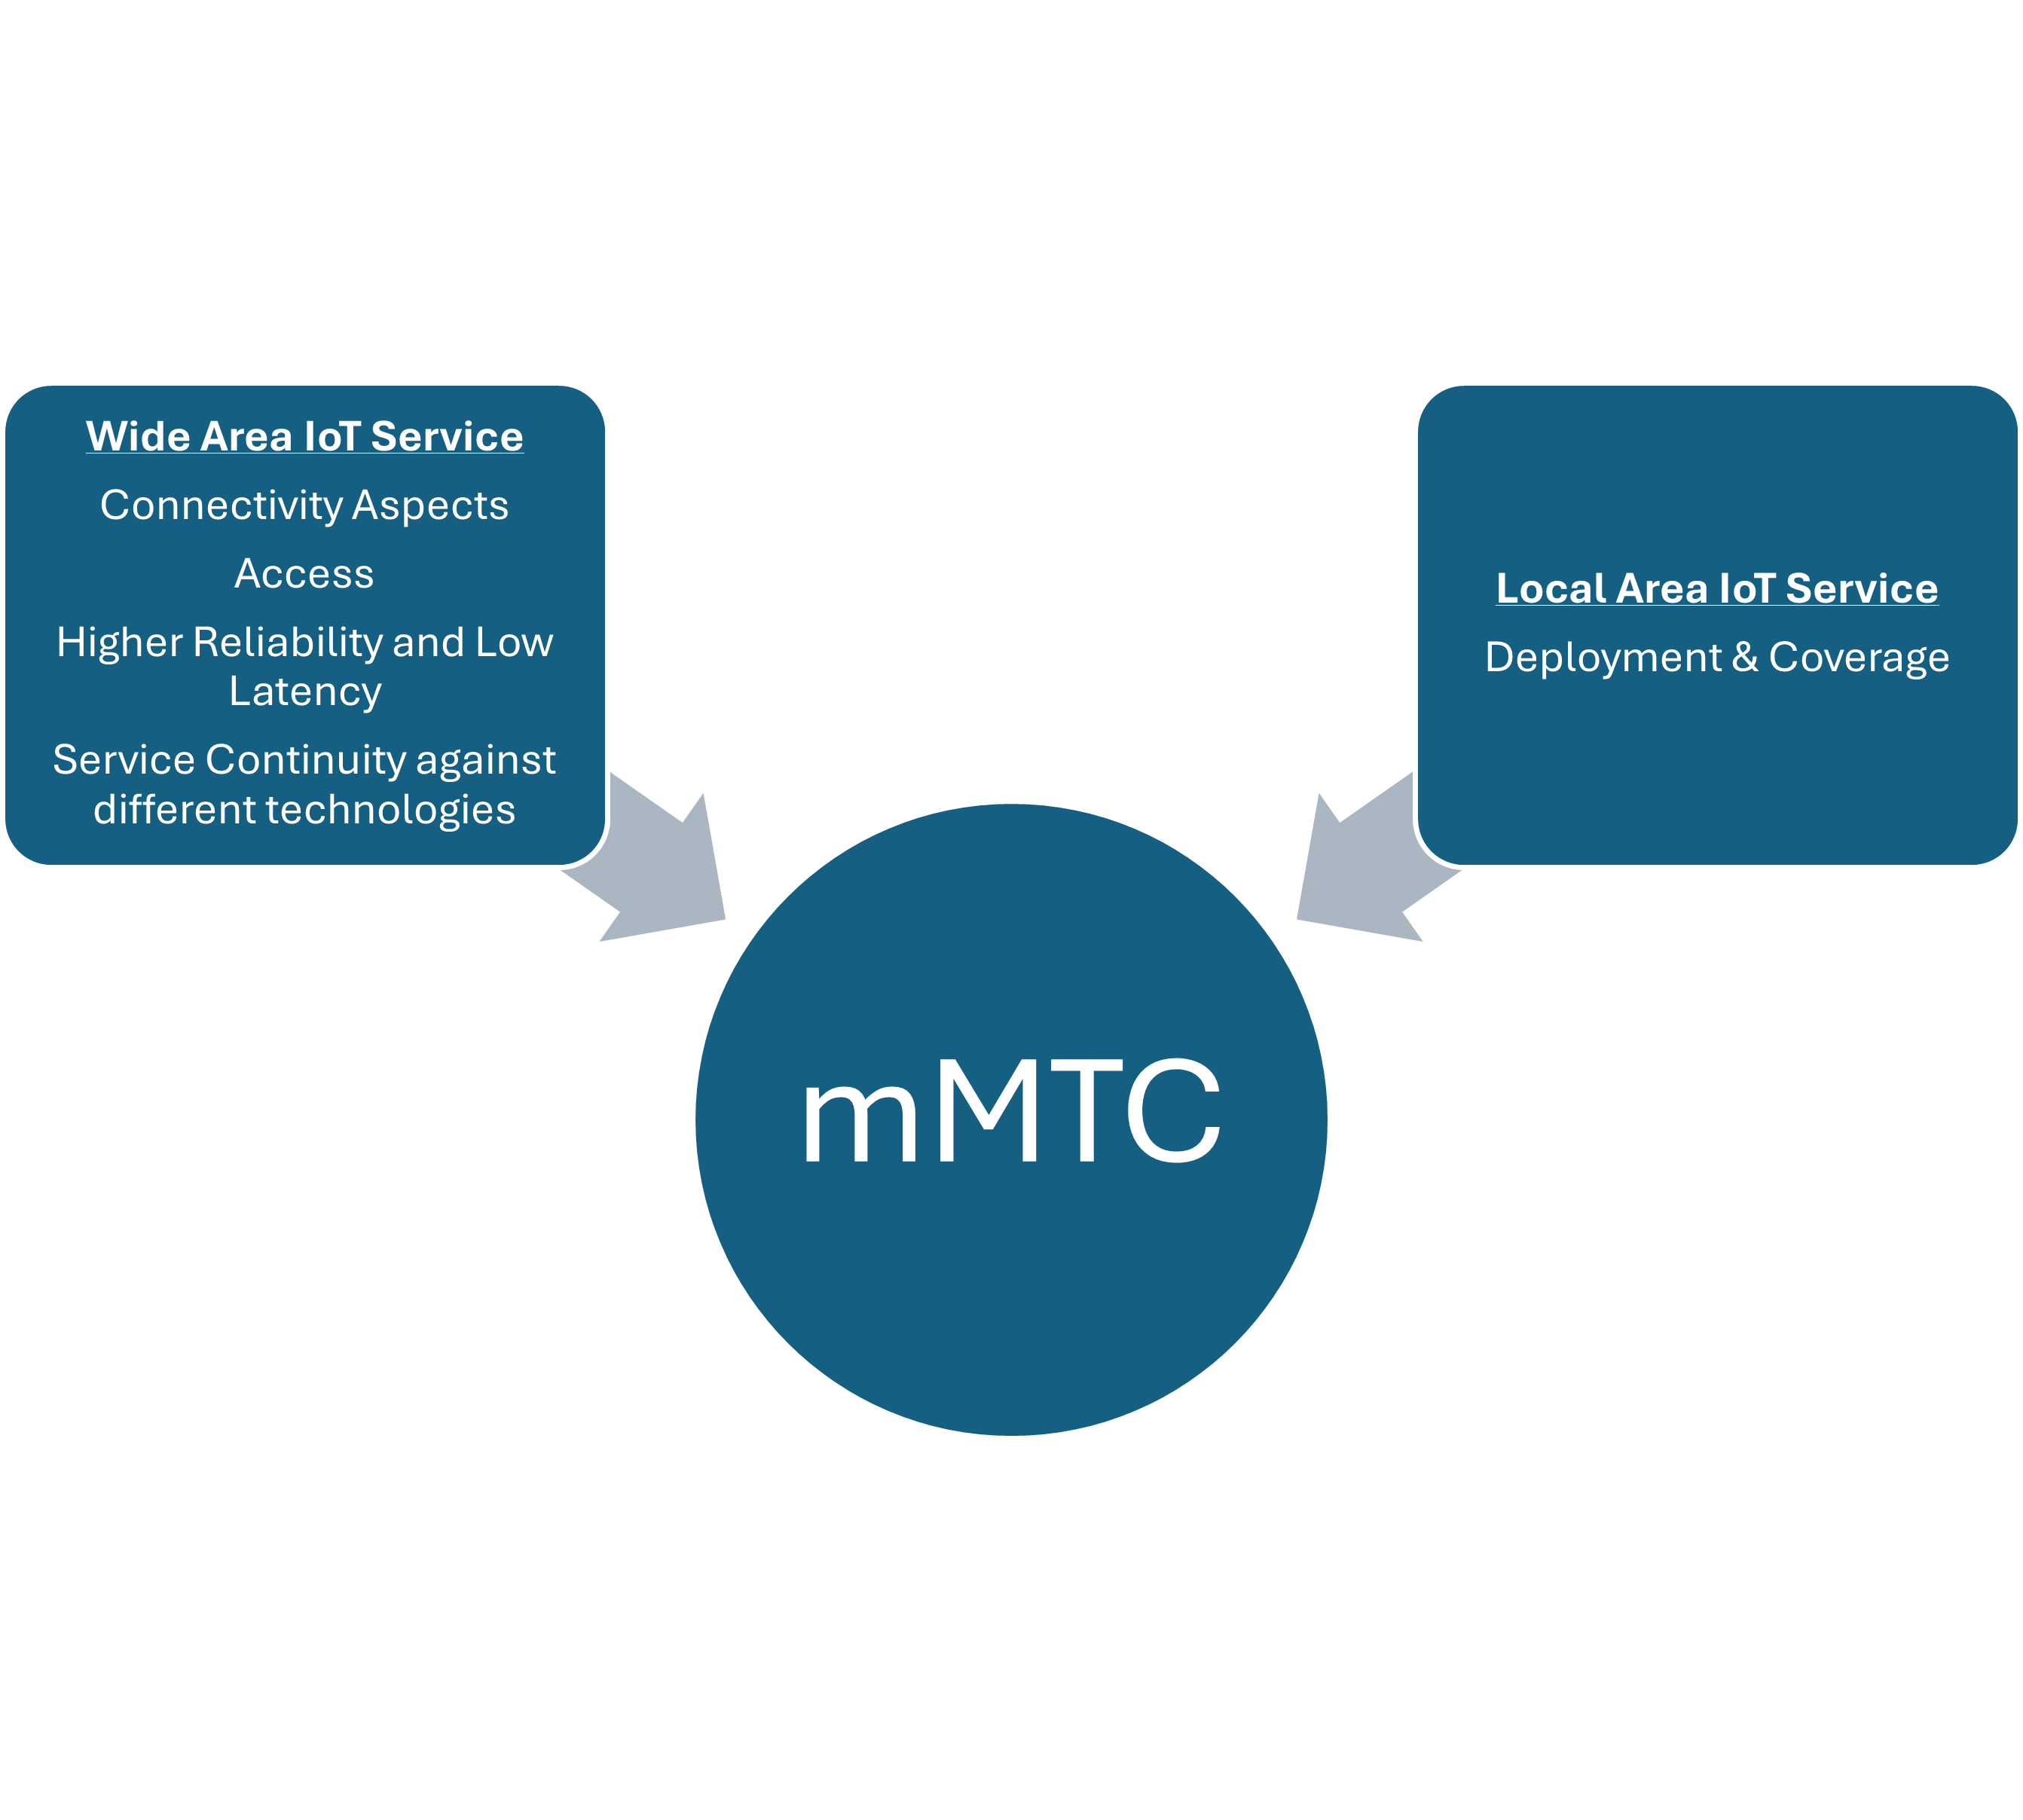 Wide Area IoT Service
Connectivity Aspects
Access
Higher Reliability and Low
Latency
Service Continuity against
different technologies
Local Area IoT Service
Deployment & Coverage
mMTC